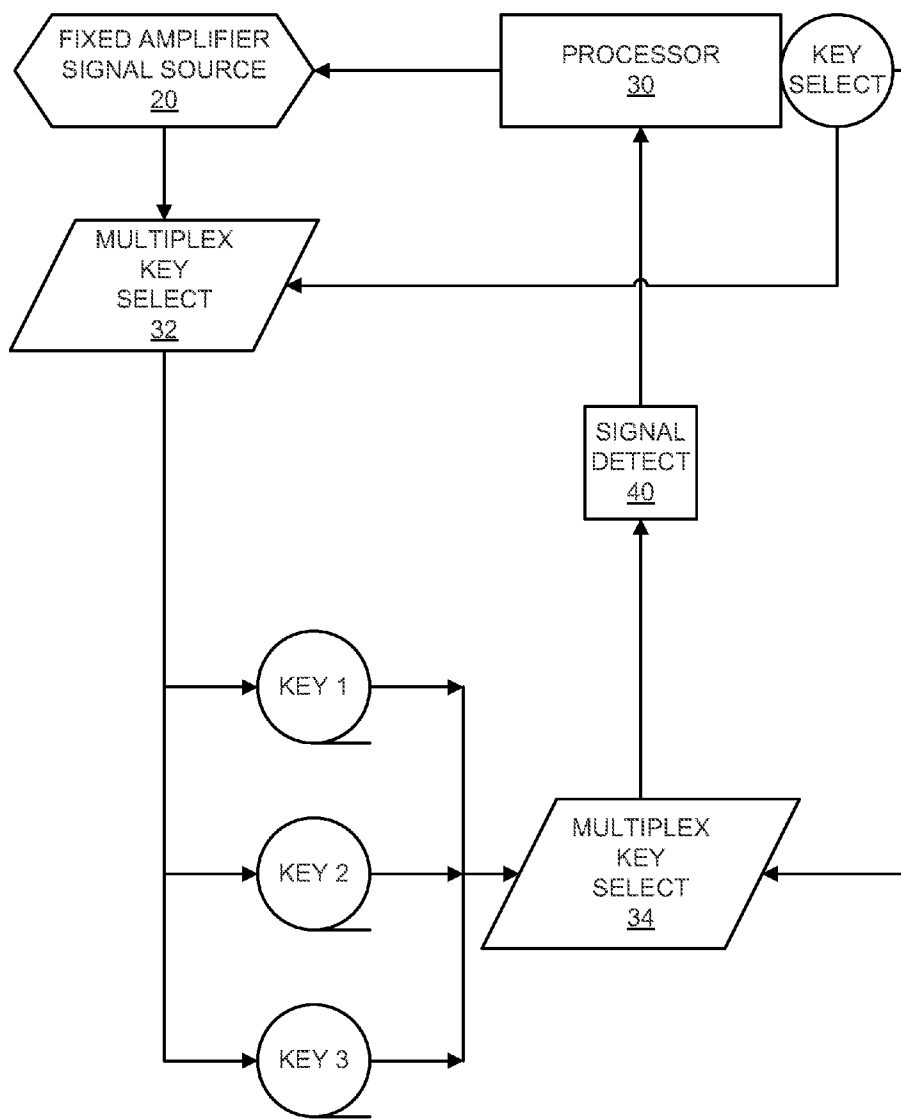 FIXED AMPLIFIER
SIGNAL SOURCE
20
PROCESSOR
30
KEY
SELECT
MULTIPLEX
KEY
SELECT
32
SIGNAL
DETECT
40
KEY 1
KEY 2
MULTIPLEX
KEY
SELECT
34
KEY 3